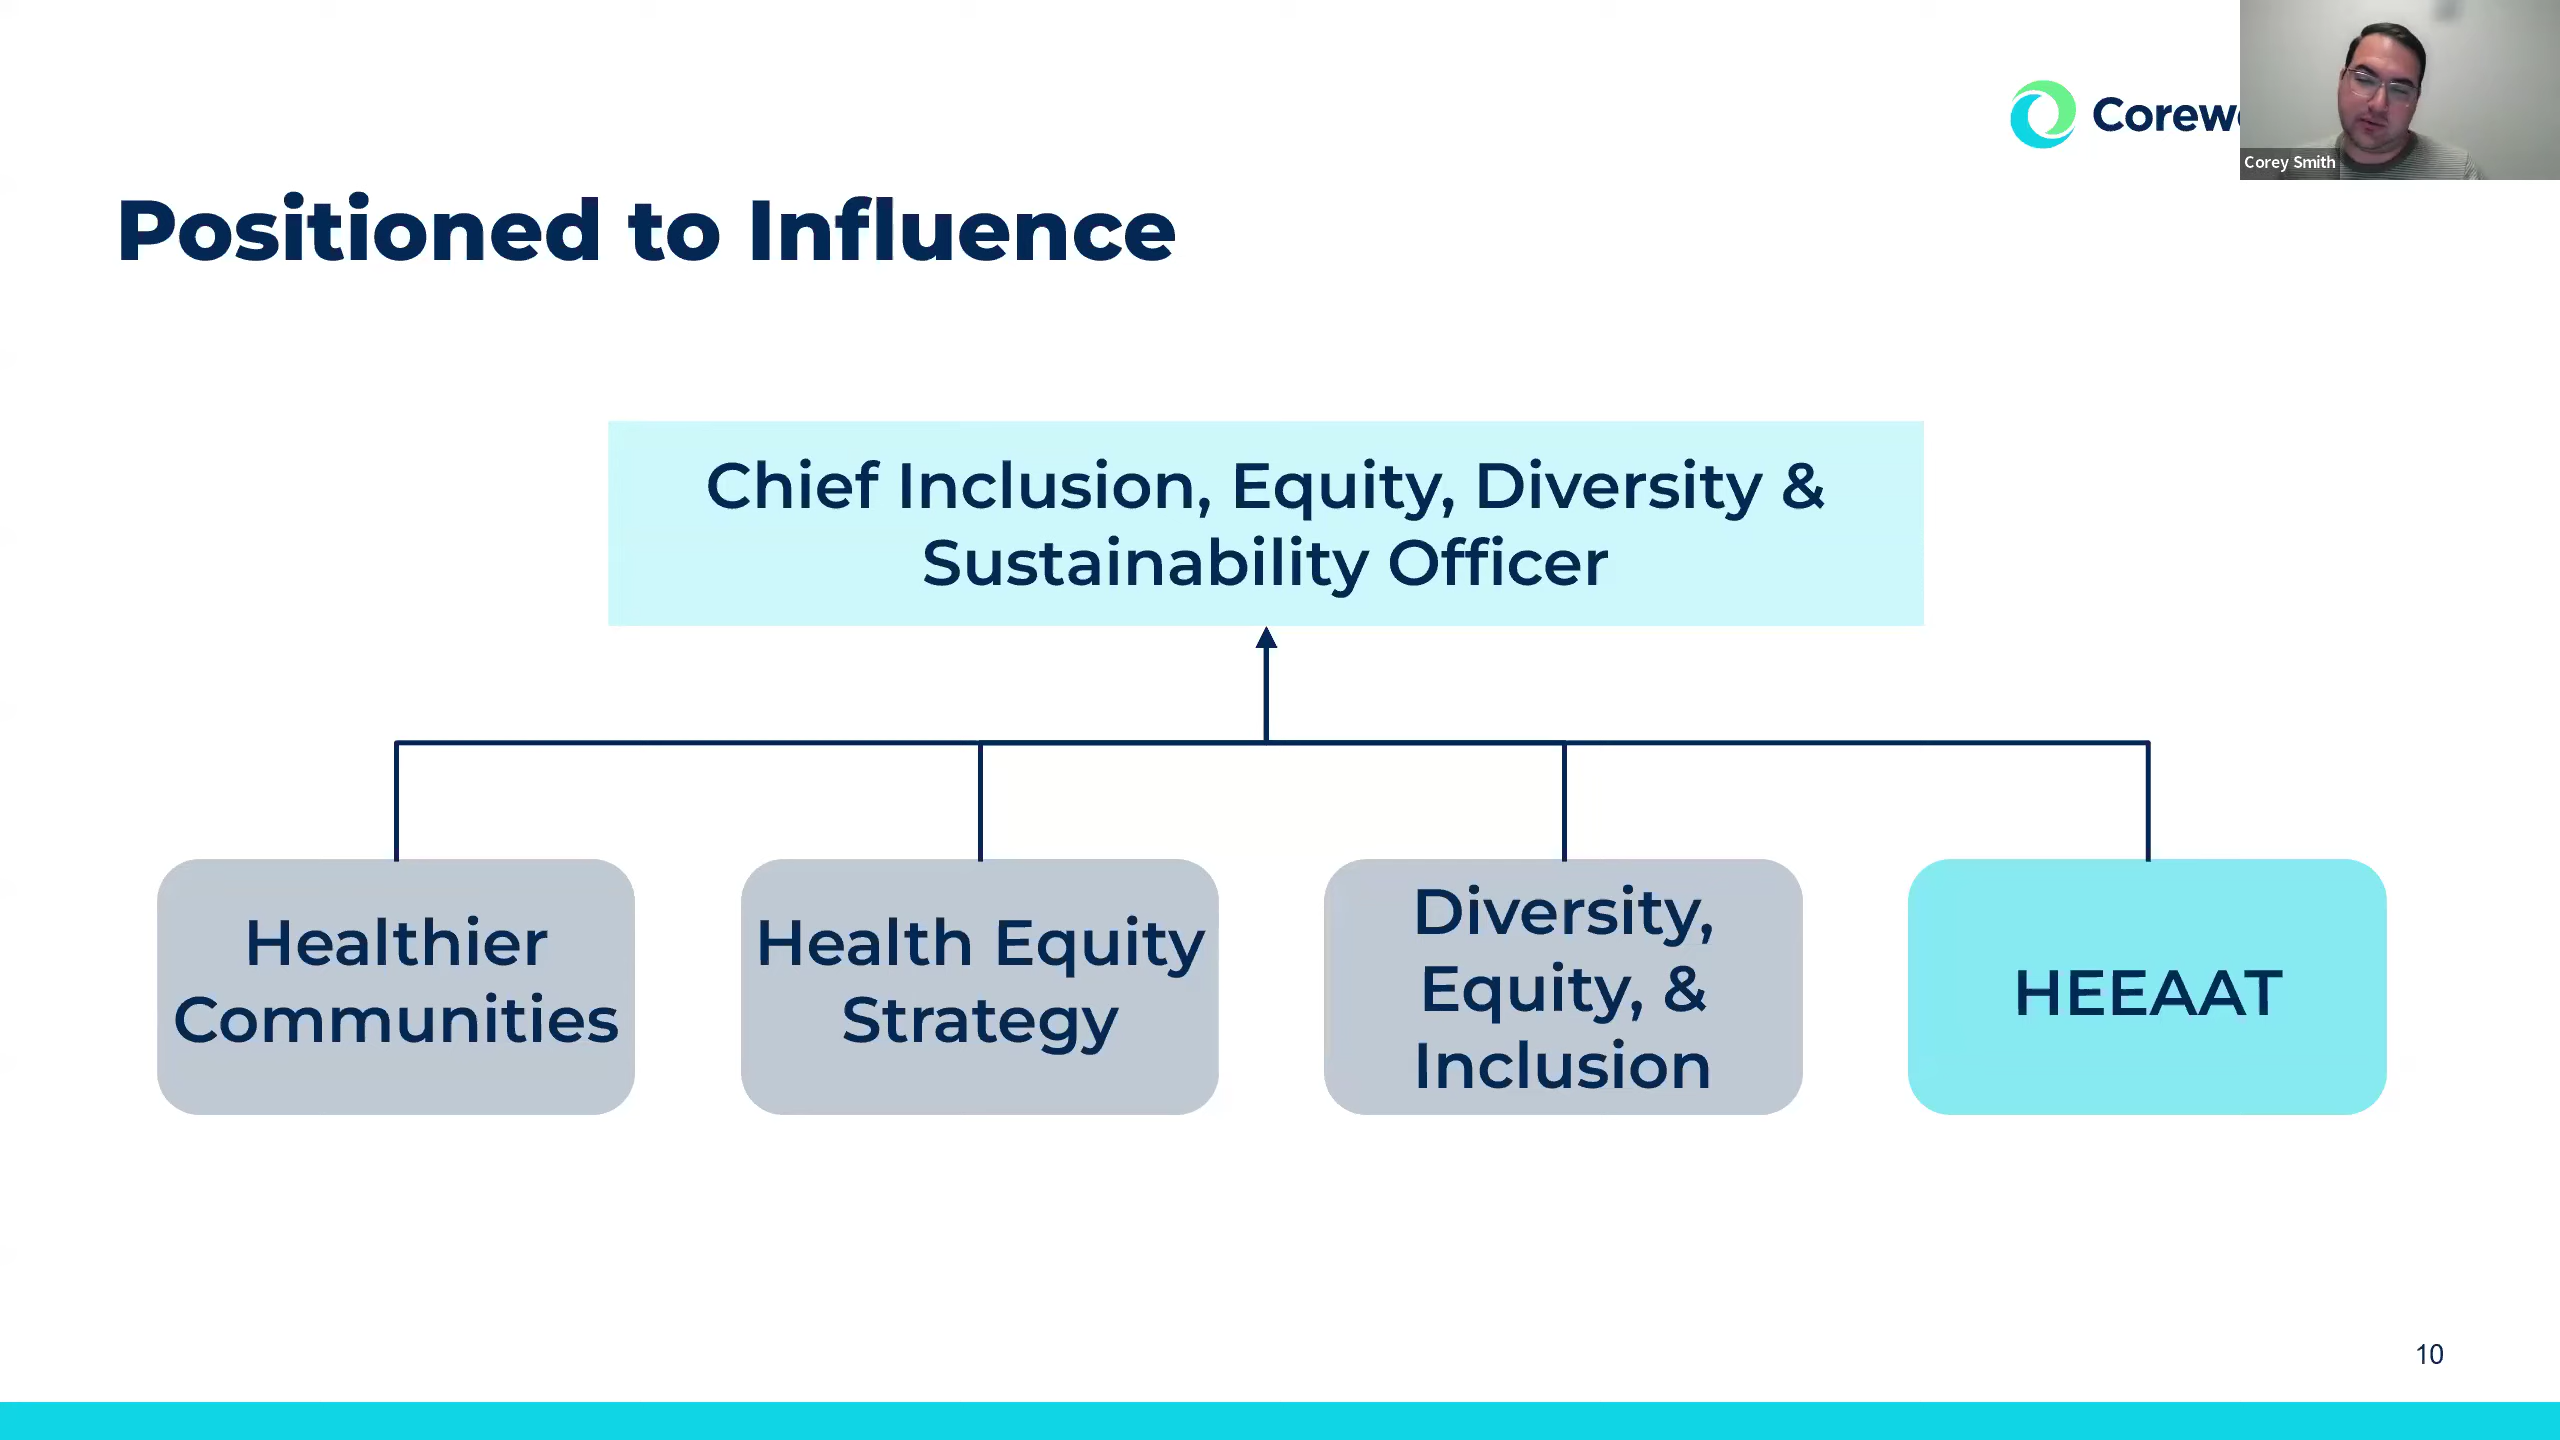 Corey Smith
Positioned to Influence
Chief Inclusion, Equity, Diversity &
Sustainability Officer
Healthier
Communities
Health Equity
Strategy
Diversity,
Equity, &
Inclusion
HEEAAT
10